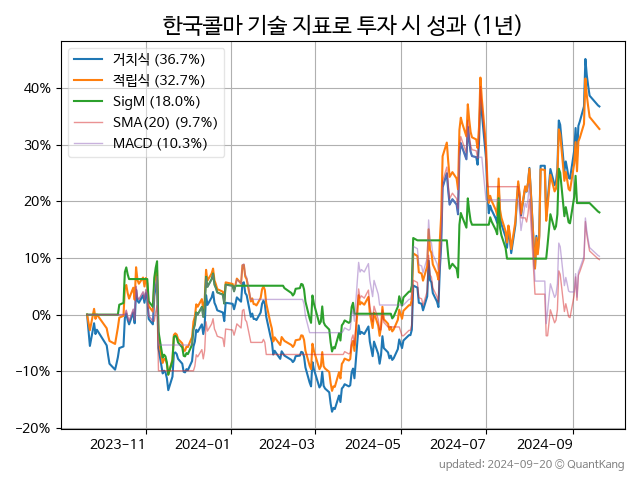 한국콜마 기술 지표로 투자 시 성과 (1년)
거치식 (36.7%)
적립식 (32.7%)
SigM (18.0%)
SMA(20) (9.7%)
MACD (10.3%)
40%
30%
20%
10%
0%
−10%
−20%
2023-11 2024-01 2024-03 2024-05 2024-07 2024-09
updated: 2024-09-20 © QuantKang